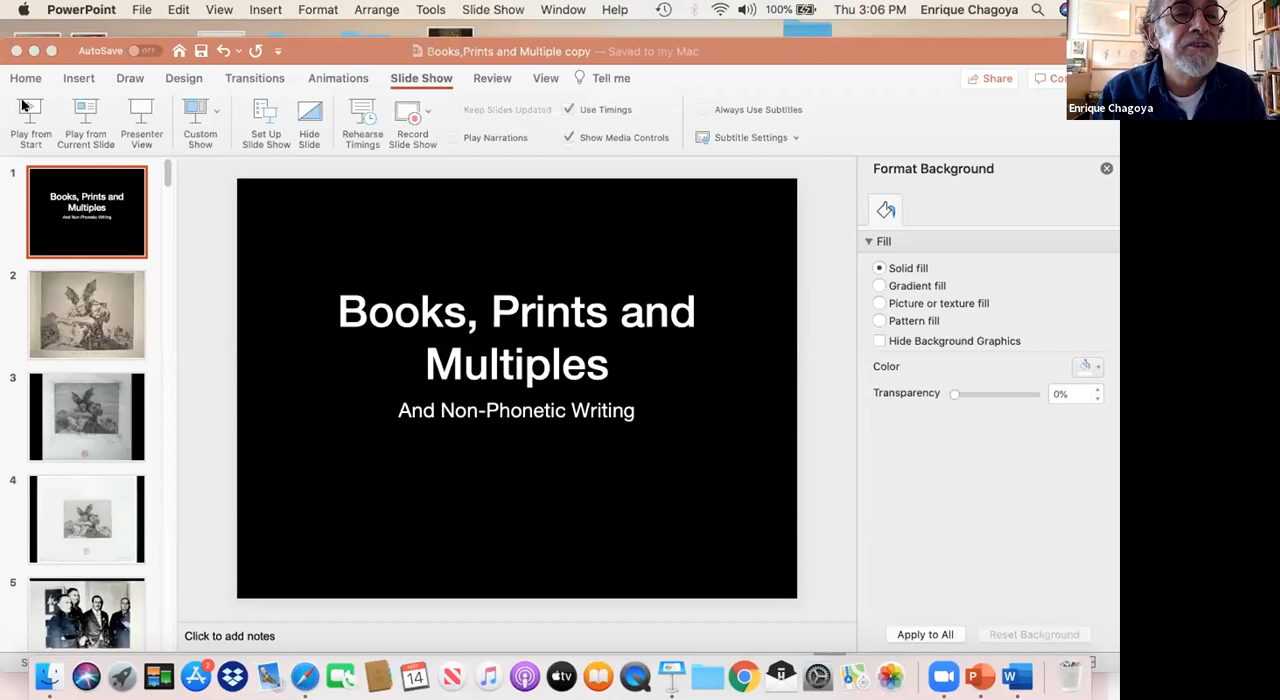 PowerPoint File Edit View Insert Format Arrange Tools Slide Show Window Help 100% Thu 3:06 PM Enrique Chagoya
AutoSave OFF Books,Prints and Multiple copy — Saved to my Mac
Home Insert Draw Design Transitions Animations Slide Show Review View Tell me Share Co
Enrique Chagoya
Play from Start
Play from Current Slide
Presenter View
Custom Show
Set Up Slide Show
Hide Slide
Rehearse Timings
Record Slide Show
Keep Slides Updated Use Timings
Play Narrations Show Media Controls
Always Use Subtitles
Subtitle Settings
1
Books, Prints and
Multiples
And Non-Phonetic Writing
2
3
4
5
Books, Prints and
Multiples
And Non-Phonetic Writing
Click to add notes
Format Background
Fill
Solid fill
Gradient fill
Picture or texture fill
Pattern fill
Hide Background Graphics
Color
Transparency 0%
Apply to All Reset Background
2
14
tv
P
W